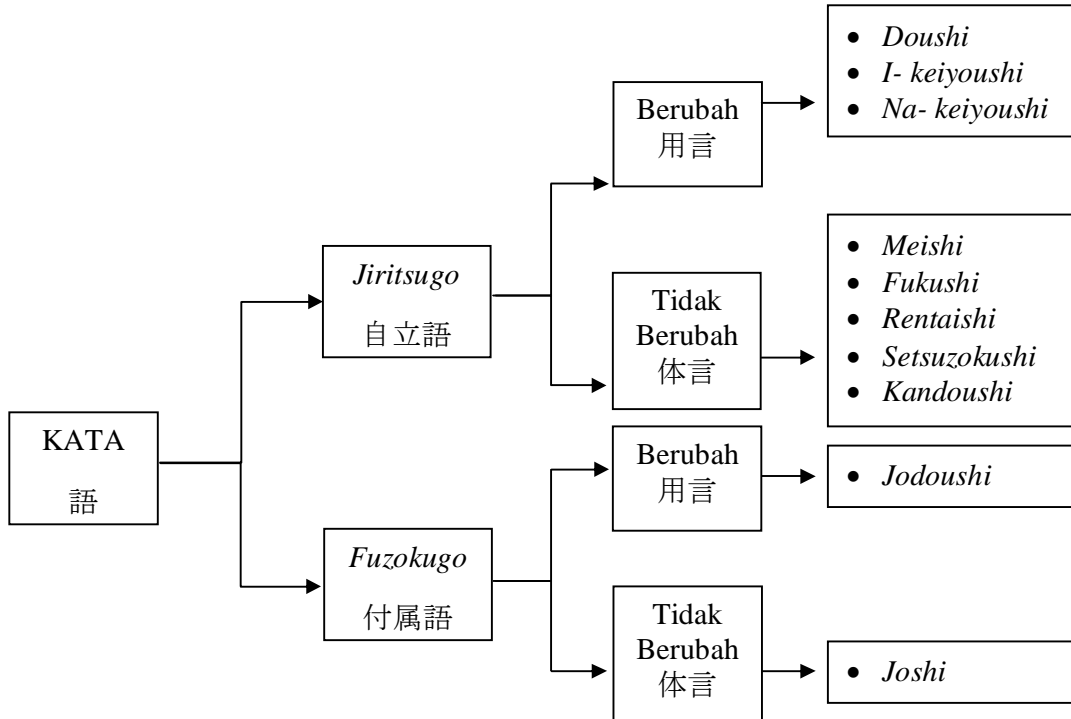 KATA
語
Jiritsugo
自立語
Berubah
用言
• Doushi
• I- keiyoushi
• Na- keiyoushi
Tidak
Berubah
体言
• Meishi
• Fukushi
• Rentaishi
• Setsuzokushi
• Kandoushi
Fuzokugo
付属語
Berubah
用言
• Jodoushi
Tidak
Berubah
体言
• Joshi